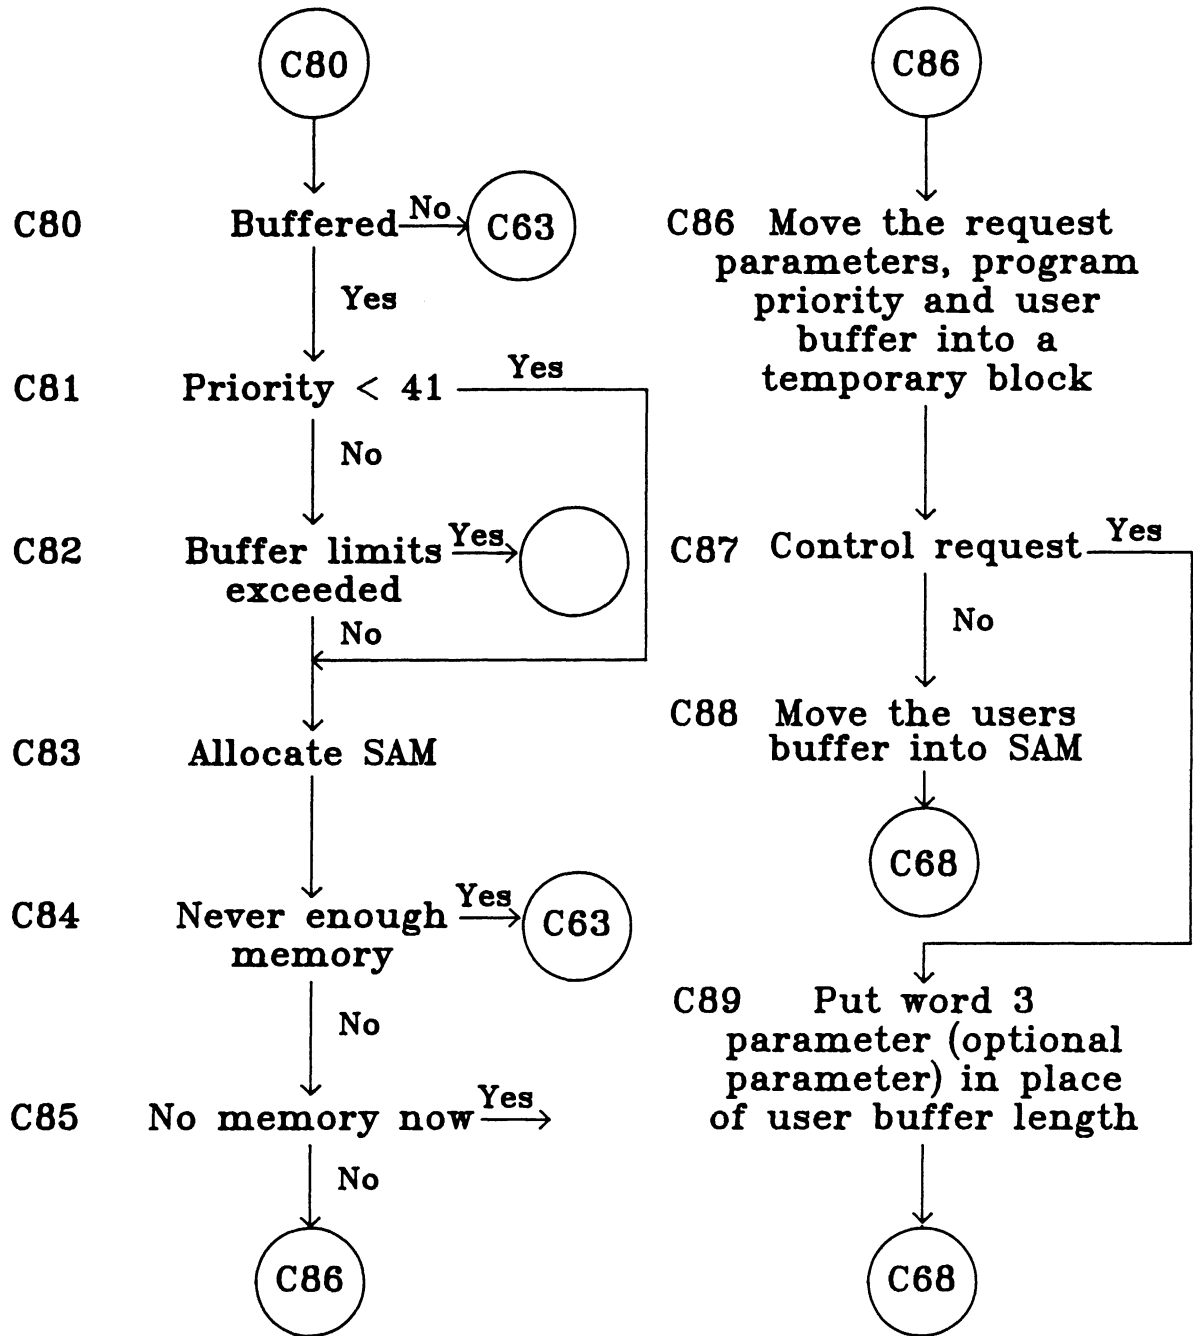 C80
C80 Buffered No C63
Yes
C81 Priority < 41 Yes
No
C82 Buffer limits Yes
exceeded
No
C83 Allocate SAM
C84 Never enough Yes C63
memory
No
C85 No memory now Yes
No
C86
C86
C86 Move the request
parameters, program
priority and user
buffer into a
temporary block
C87 Control request Yes
No
C88 Move the users
buffer into SAM
C68
C89 Put word 3
parameter (optional
parameter) in place
of user buffer length
C68